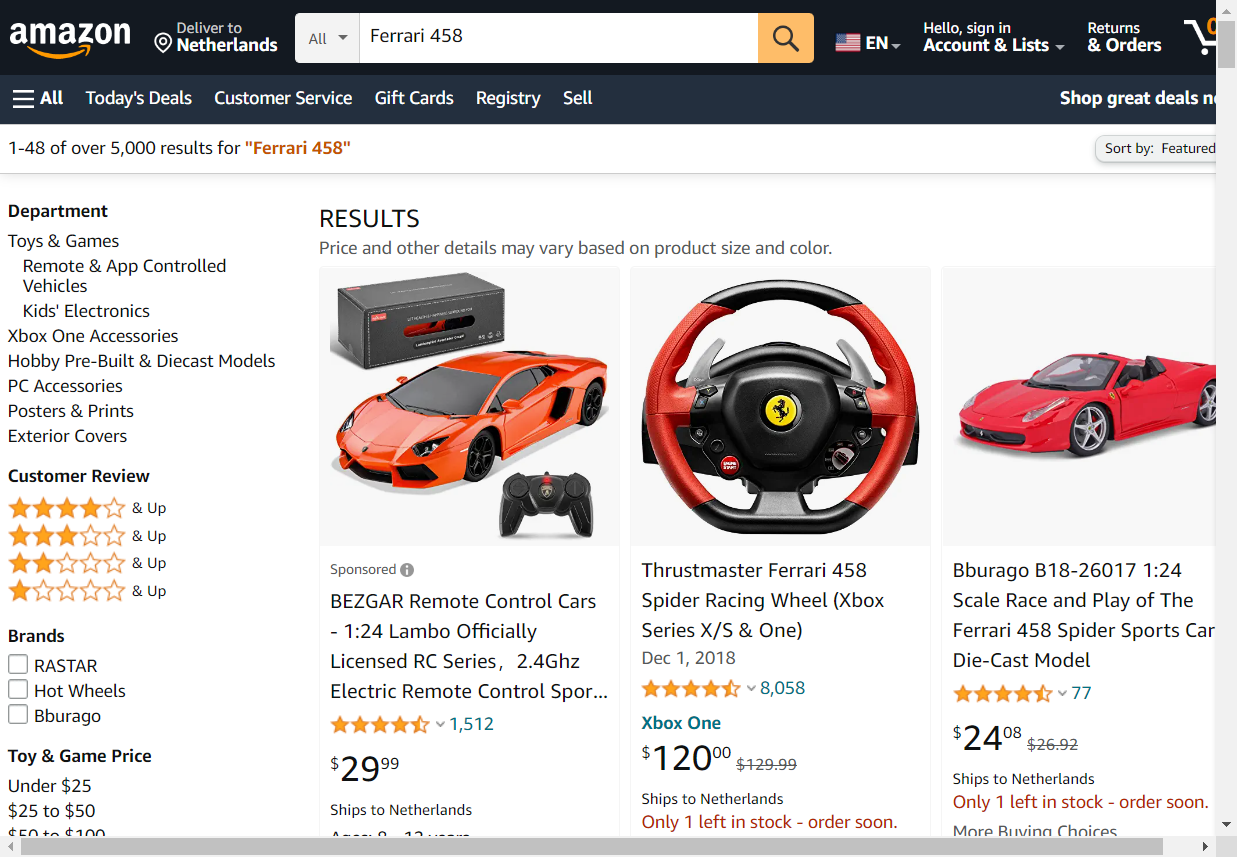 amazon
Deliver to
Netherlands
All
Ferrari 458
EN
Hello, sign in
Account & Lists
Returns
& Orders
0
All
Today's Deals
Customer Service
Gift Cards
Registry
Sell
Shop great deals n
1-48 of over 5,000 results for "Ferrari 458"
Sort by: Featured
Department
Toys & Games
Remote & App Controlled
Vehicles
Kids' Electronics
Xbox One Accessories
Hobby Pre-Built & Diecast Models
PC Accessories
Posters & Prints
Exterior Covers
Customer Review
& Up
& Up
& Up
& Up
Brands
RASTAR
Hot Wheels
Bburago
Toy & Game Price
Under $25
$25 to $50
$50 to $100
RESULTS
Price and other details may vary based on product size and color.
Sponsored
BEZGAR Remote Control Cars
- 1:24 Lambo Officially
Licensed RC Series，2.4Ghz
Electric Remote Control Spor...
1,512
$29.99
Ships to Netherlands
Ages: 8 - 12 years
Thrustmaster Ferrari 458
Spider Racing Wheel (Xbox
Series X/S & One)
Dec 1, 2018
8,058
Xbox One
$120.00 $129.99
Ships to Netherlands
Only 1 left in stock - order soon.
Bburago B18-26017 1:24
Scale Race and Play of The
Ferrari 458 Spider Sports Car
Die-Cast Model
77
$24.08 $26.92
Ships to Netherlands
Only 1 left in stock - order soon.
More Buying Choices